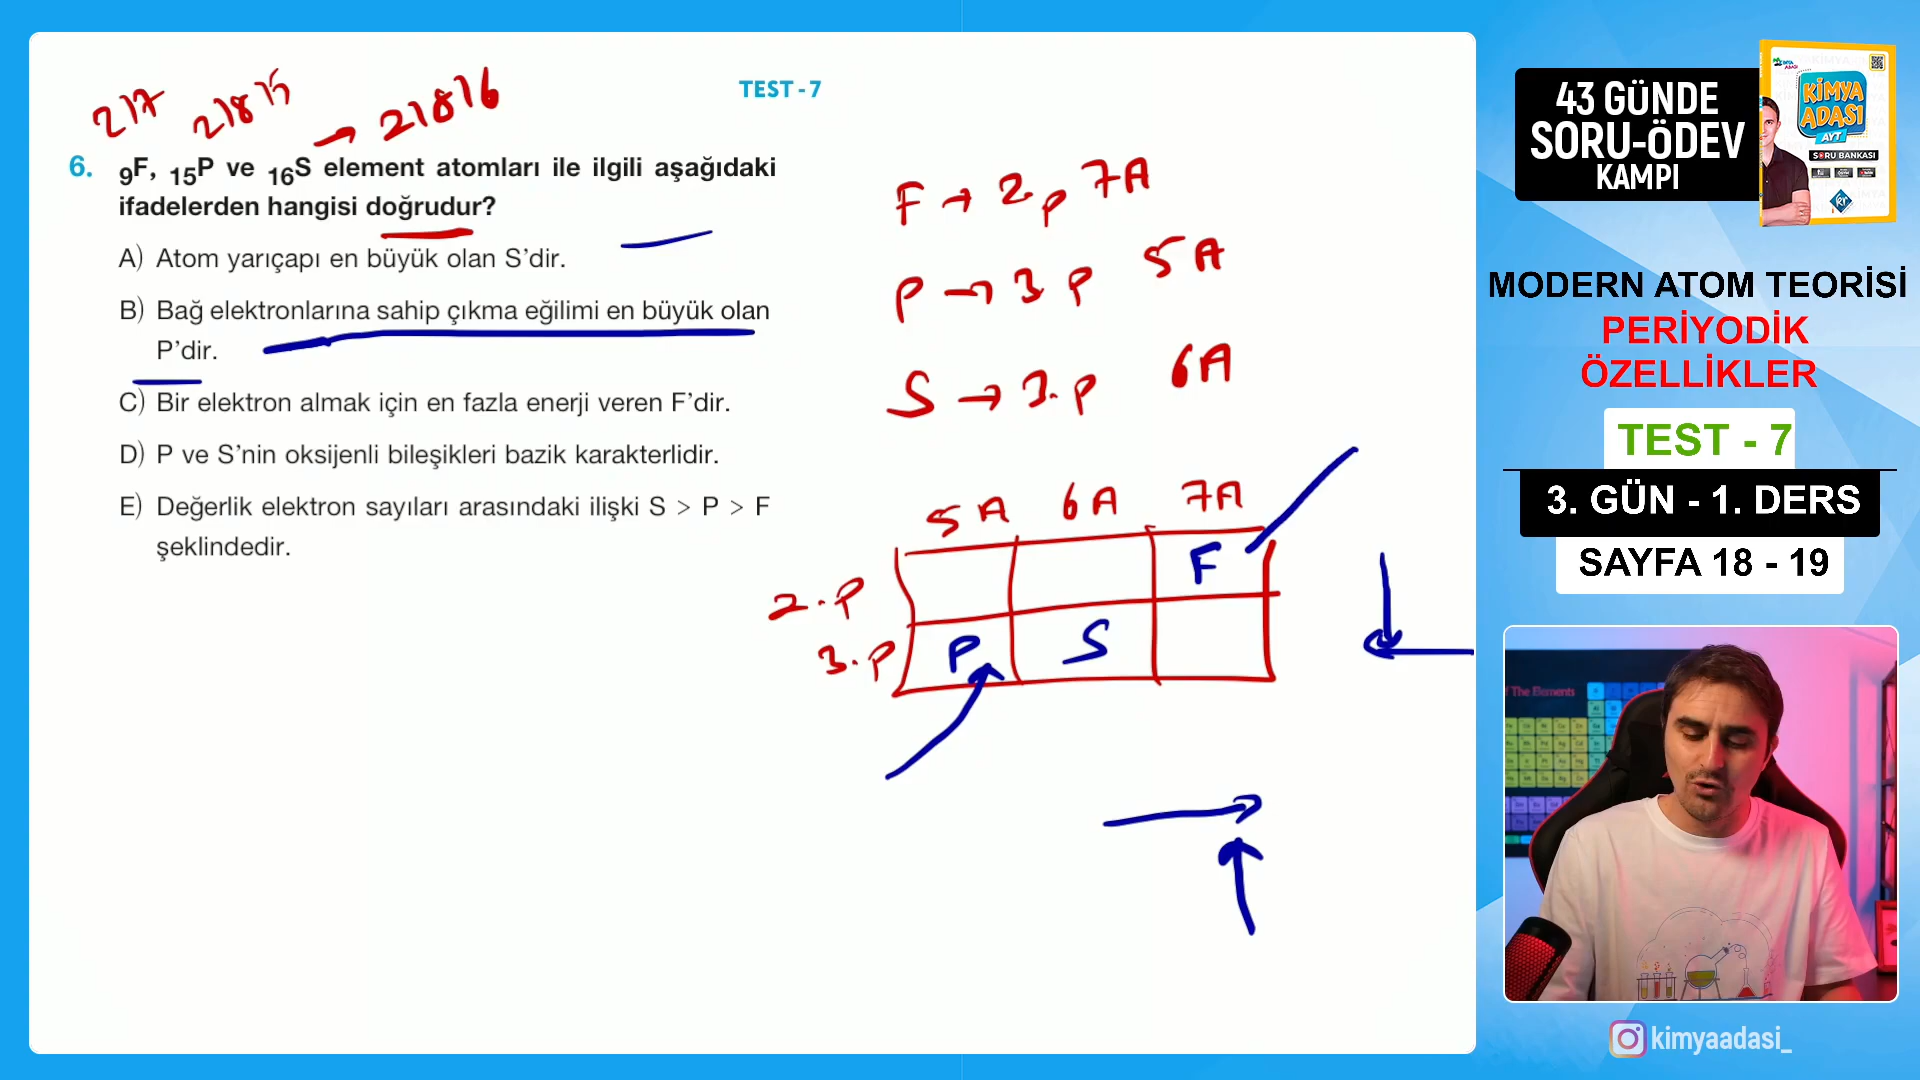 2)7 2)8)5 → 2)8)6
TEST - 7
6. ₉F, ₁₅P ve ₁₆S element atomları ile ilgili aşağıdaki
ifadelerden hangisi doğrudur?
A) Atom yarıçapı en büyük olan S’dir.
B) Bağ elektronlarına sahip çıkma eğilimi en büyük olan
P’dir.
C) Bir elektron almak için en fazla enerji veren F’dir.
D) P ve S’nin oksijenli bileşikleri bazik karakterlidir.
E) Değerlik elektron sayıları arasındaki ilişki S > P > F
şeklindedir.
F → 2.p 7A
P → 3 p 5A
S → 3.p 6A
5A 6A 7A
2.p F
3.p P S
43 GÜNDE
SORU-ÖDEV
KAMPI
KİMYA
ADASI
AYT
SORU BANKASI
MODERN ATOM TEORİSİ
PERİYODİK
ÖZELLİKLER
TEST - 7
3. GÜN - 1. DERS
SAYFA 18 - 19
f The Elements
kimyaadasi_